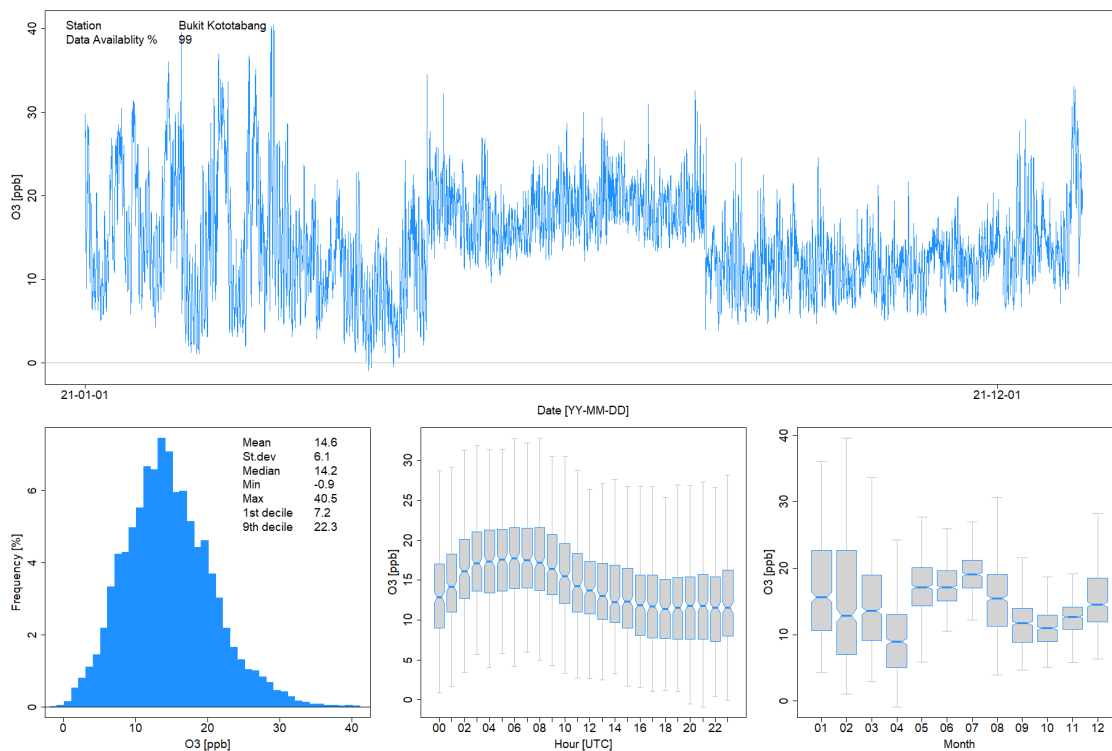 Station Bukit Kototabang
Data Availablity % 99
O3 [ppb]
40
30
20
10
0
21-01-01 21-12-01
Date [YY-MM-DD]
Mean 14.6
St.dev 6.1
Median 14.2
Min -0.9
Max 40.5
1st decile 7.2
9th decile 22.3
Frequency [%]
6
4
2
0
0 10 20 30 40
O3 [ppb]
O3 [ppb]
30
25
20
15
10
5
0
00 02 04 06 08 10 12 14 16 18 20 22
Hour [UTC]
O3 [ppb]
40
30
20
10
0
01 02 03 04 05 06 07 08 09 10 11 12
Month